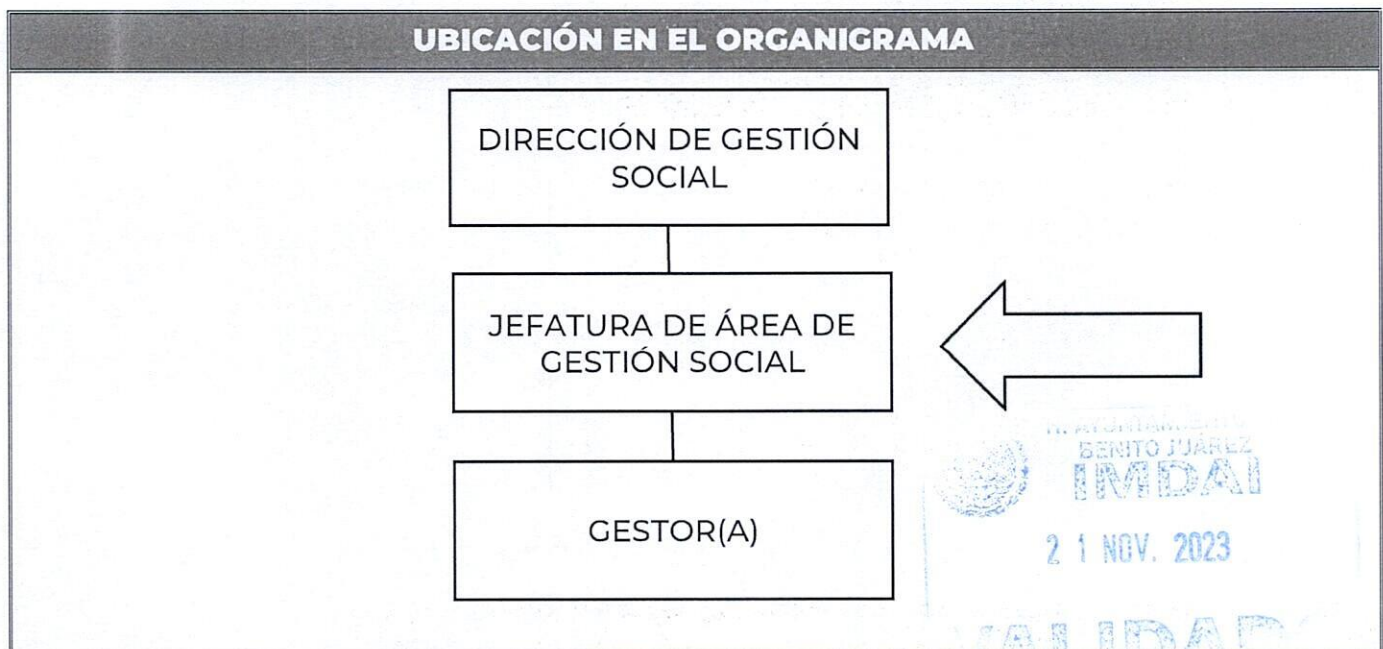 UBICACIÓN EN EL ORGANIGRAMA
DIRECCIÓN DE GESTIÓN
SOCIAL
JEFATURA DE ÁREA DE
GESTIÓN SOCIAL
GESTOR(A)
H. AYUNTAMIENTO
BENITO JUÁREZ
IMDAI
21 NOV. 2023